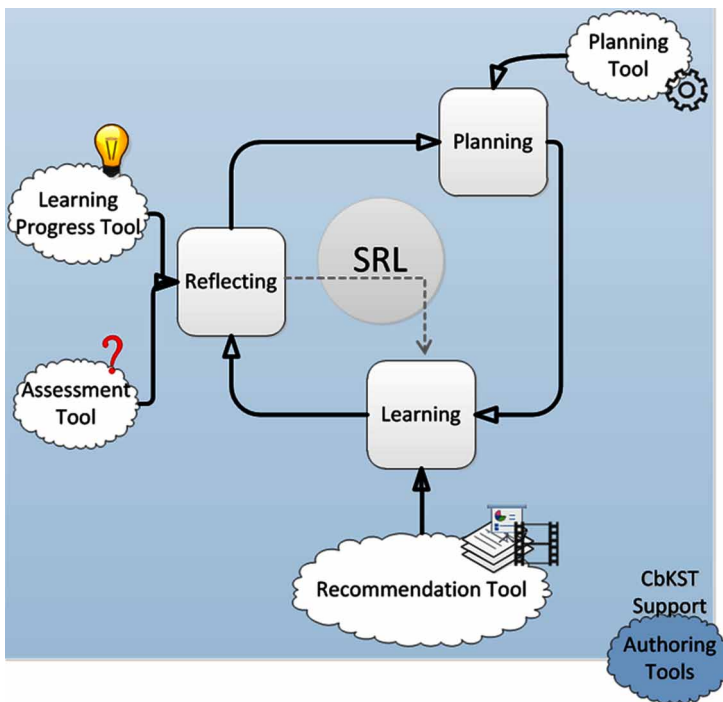 Planning
Tool
Planning
Learning
Progress Tool
SRL
Reflecting
?
Assessment
Tool
Learning
Recommendation Tool
CbKST
Support
Authoring
Tools